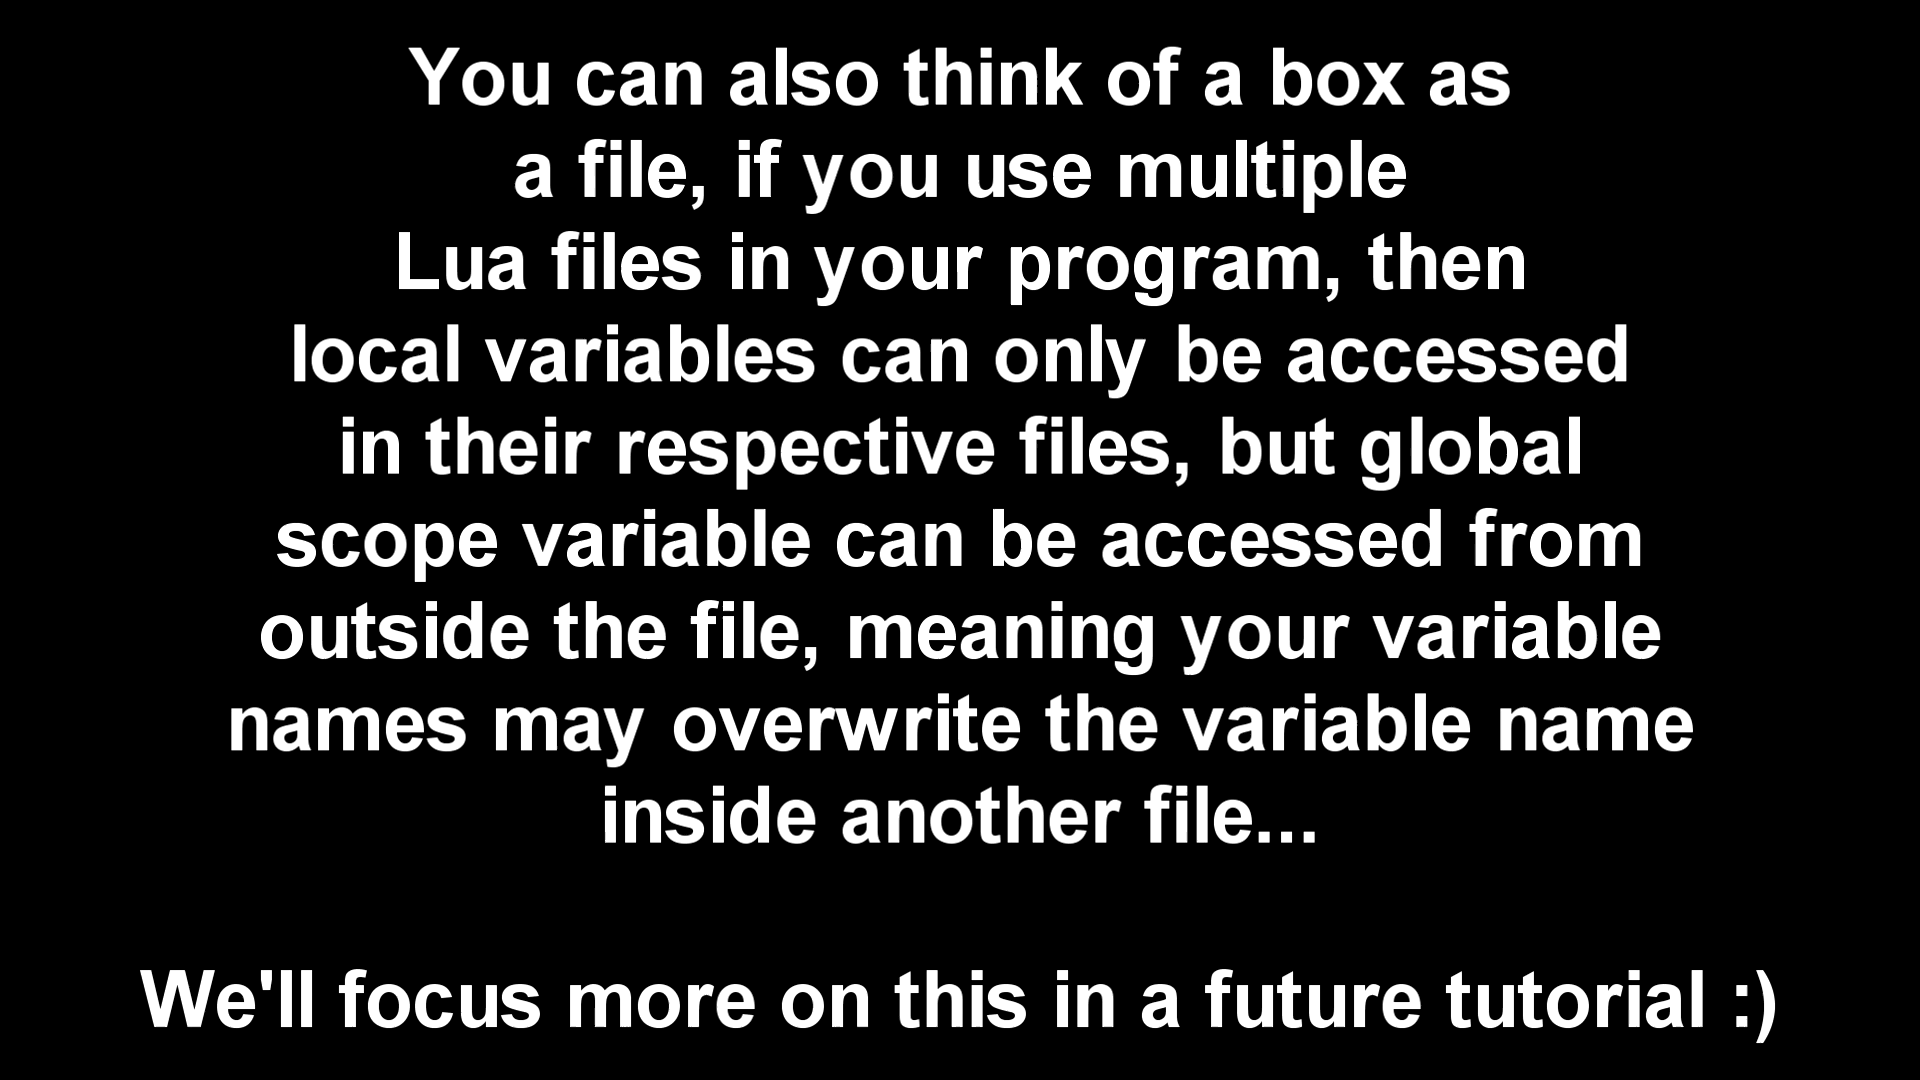 You can also think of a box as
a file, if you use multiple
Lua files in your program, then
local variables can only be accessed
in their respective files, but global
scope variable can be accessed from
outside the file, meaning your variable
names may overwrite the variable name
inside another file...
We'll focus more on this in a future tutorial :)